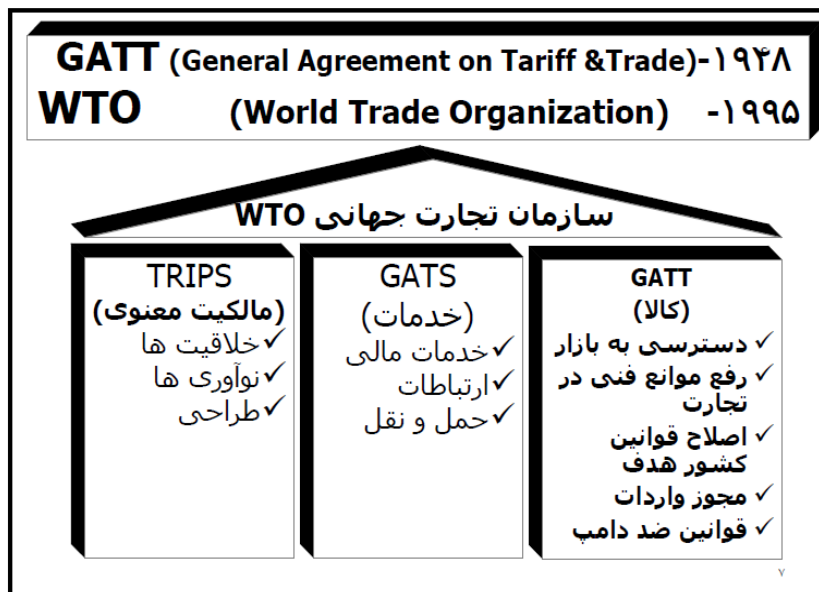 GATT (General Agreement on Tariff &Trade)-۱۹۴۸
WTO (World Trade Organization) -۱۹۹۵
سازمان تجارت جهانی WTO
GATT
(کالا)
✓ دسترسی به بازار
✓ رفع موانع فنی در
تجارت
✓ اصلاح قوانین
کشور هدف
✓ مجوز واردات
✓ قوانین ضد دامپ
GATS
(خدمات)
✓ خدمات مالی
✓ ارتباطات
✓ حمل و نقل
TRIPS
(مالکیت معنوی)
✓ خلاقیت ها
✓ نوآوری ها
✓ طراحی
۷